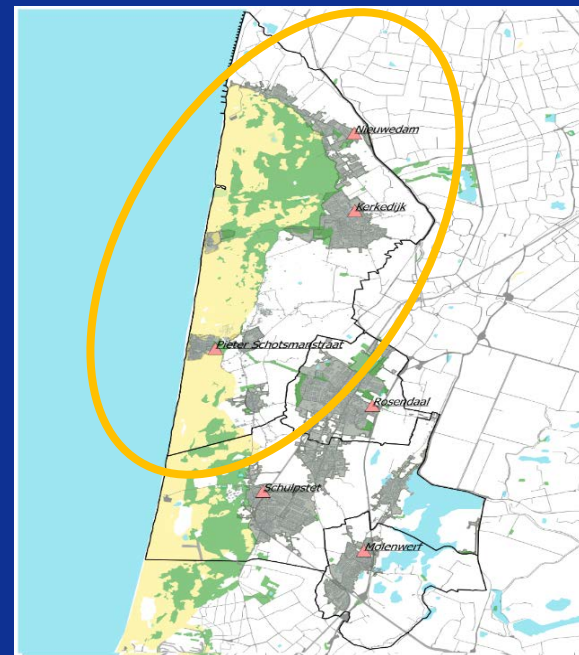 Nieuwedam
Kerkedijk
Pieter Schotsmanstraat
Rosendaal
Schulpstet
Molenwerf